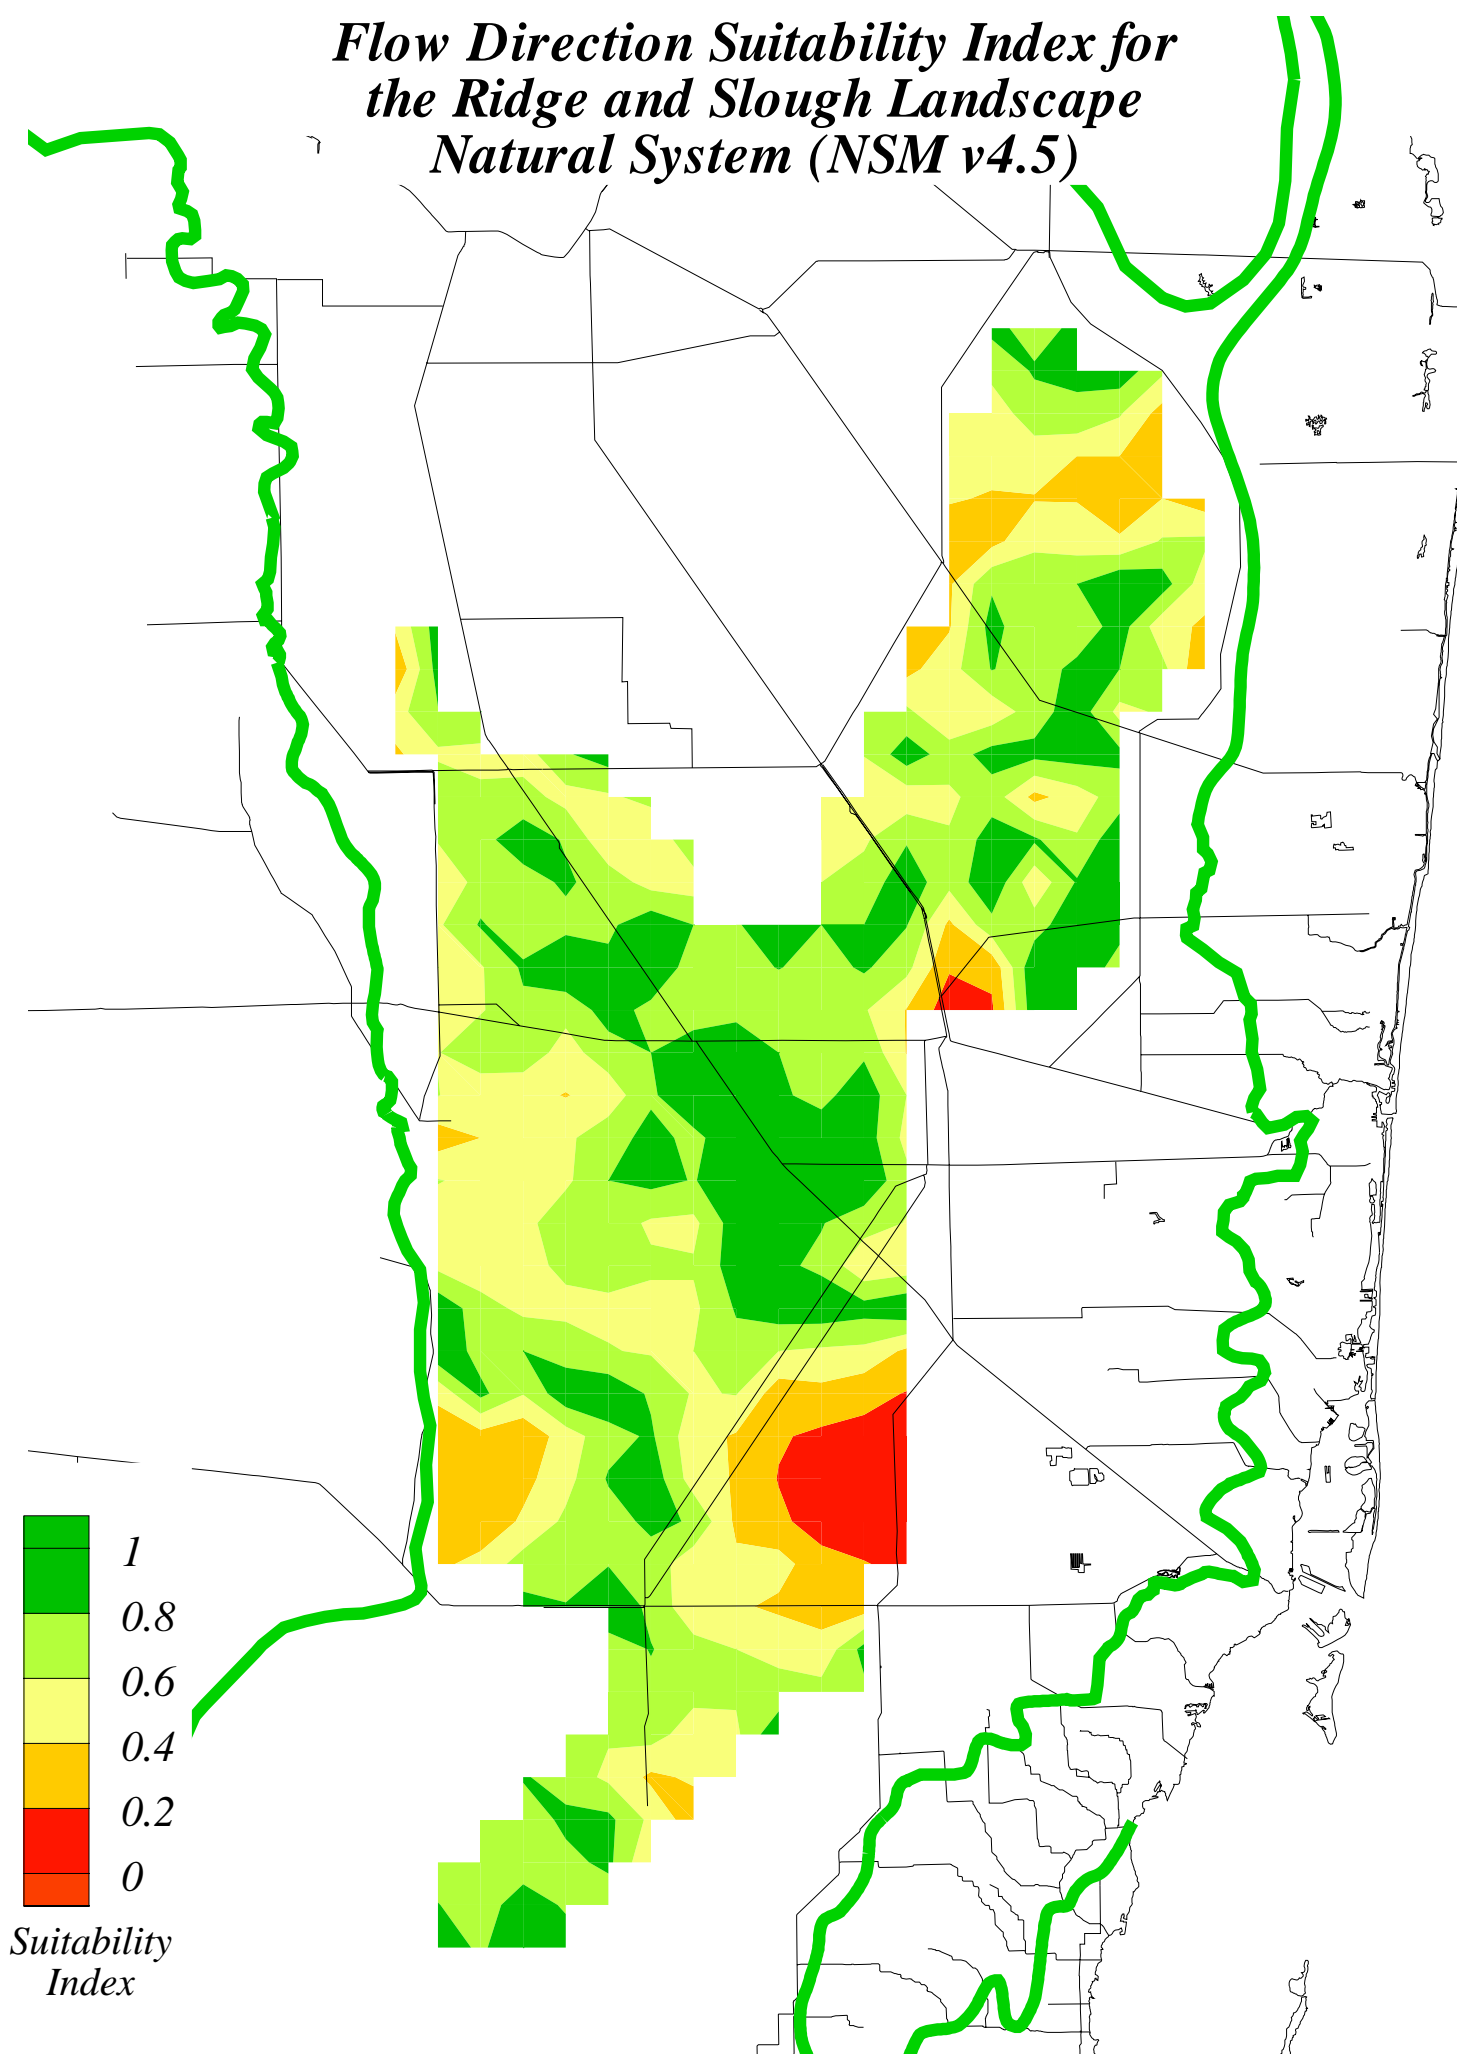 Flow Direction Suitability Index for
the Ridge and Slough Landscape
Natural System (NSM v4.5)
1
0.8
0.6
0.4
0.2
0
Suitability
Index